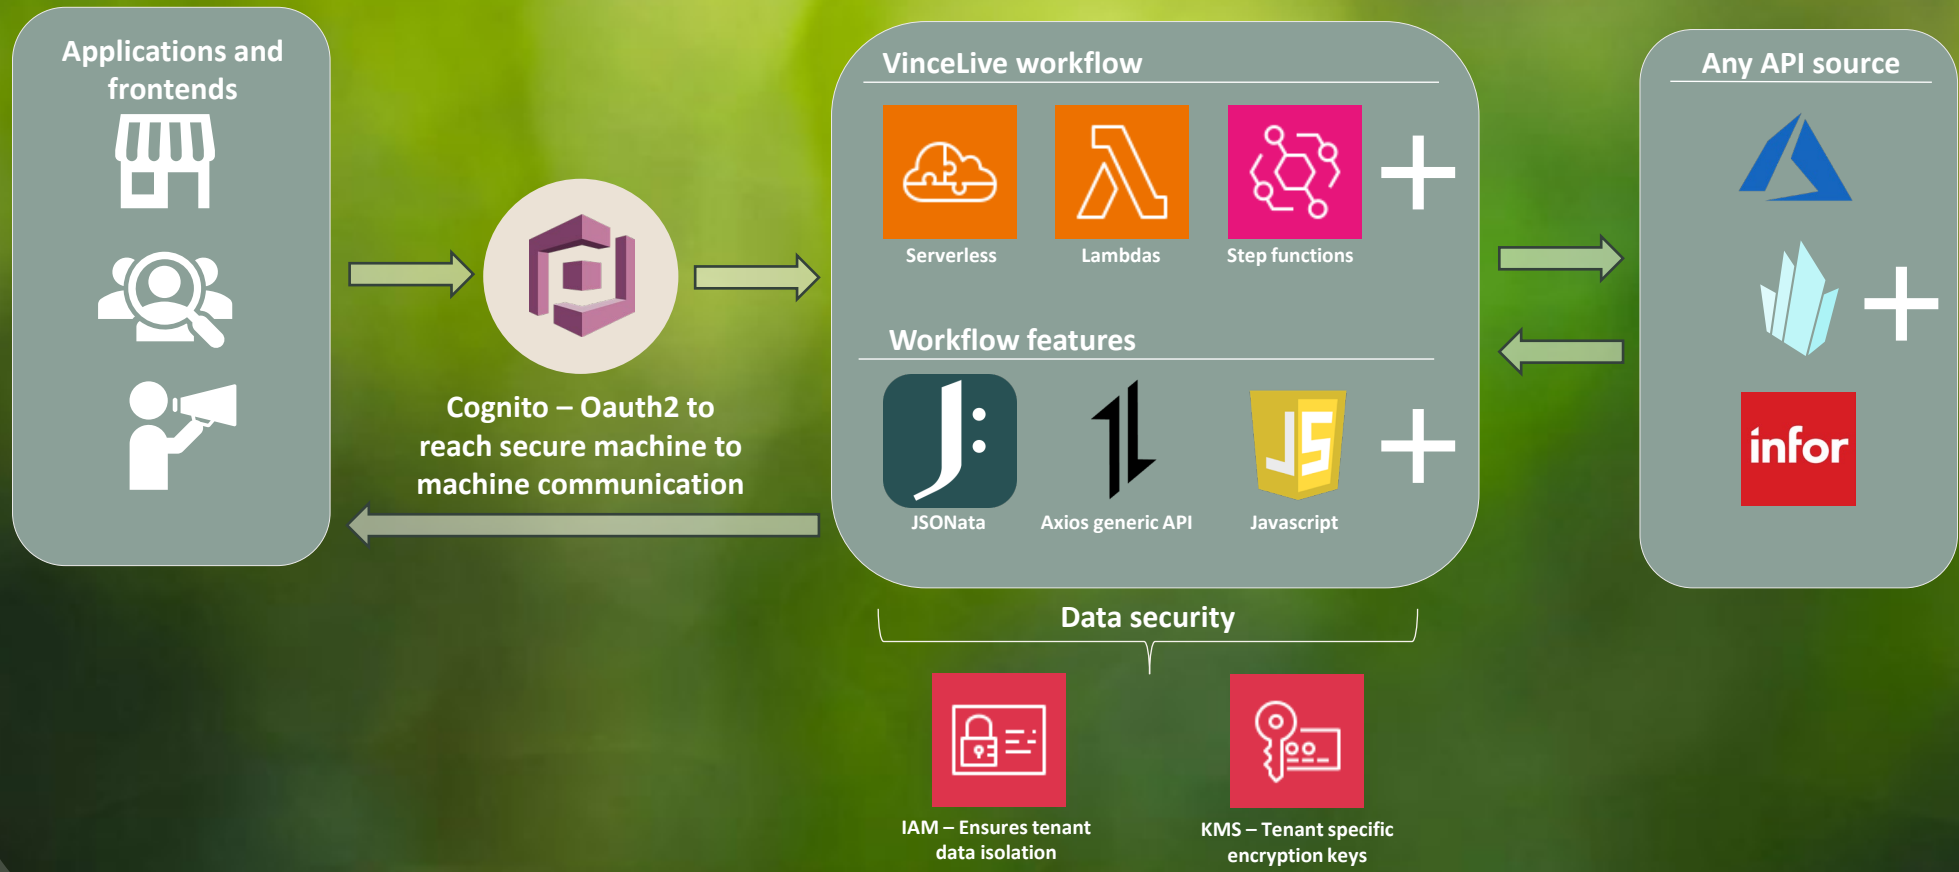 Applications and
frontends
Cognito – Oauth2 to
reach secure machine to
machine communication
VinceLive workflow
Serverless
Lambdas
Step functions
Workflow features
J:
JS
JSONata
Axios generic API
Javascript
Any API source
infor
Data security
IAM – Ensures tenant
data isolation
KMS – Tenant specific
encryption keys